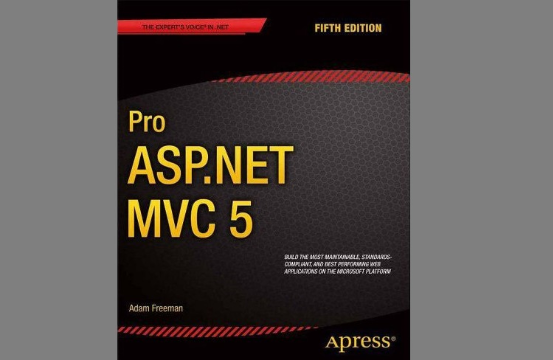 THE EXPERT'S VOICE® IN .NET
FIFTH EDITION
Pro
ASP.NET
MVC 5
BUILD THE MOST MAINTAINABLE, STANDARDS-
COMPLIANT, AND BEST PERFORMING WEB
APPLICATIONS ON THE MICROSOFT PLATFORM
Adam Freeman
Apress®